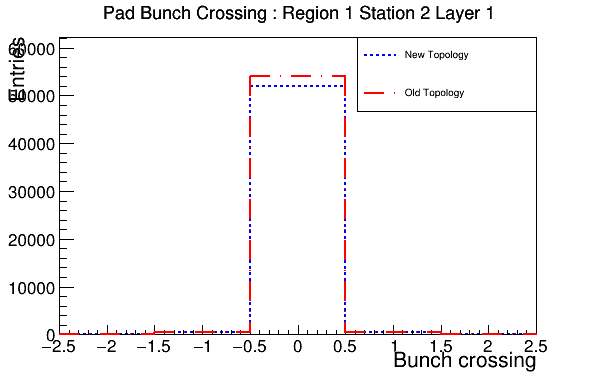 Pad Bunch Crossing : Region 1 Station 2 Layer 1
Entries
60000
50000
40000
30000
20000
10000
0
New Topology
Old Topology
−2.5 −2 −1.5 −1 −0.5 0 0.5 1 1.5 2 2.5
Bunch crossing